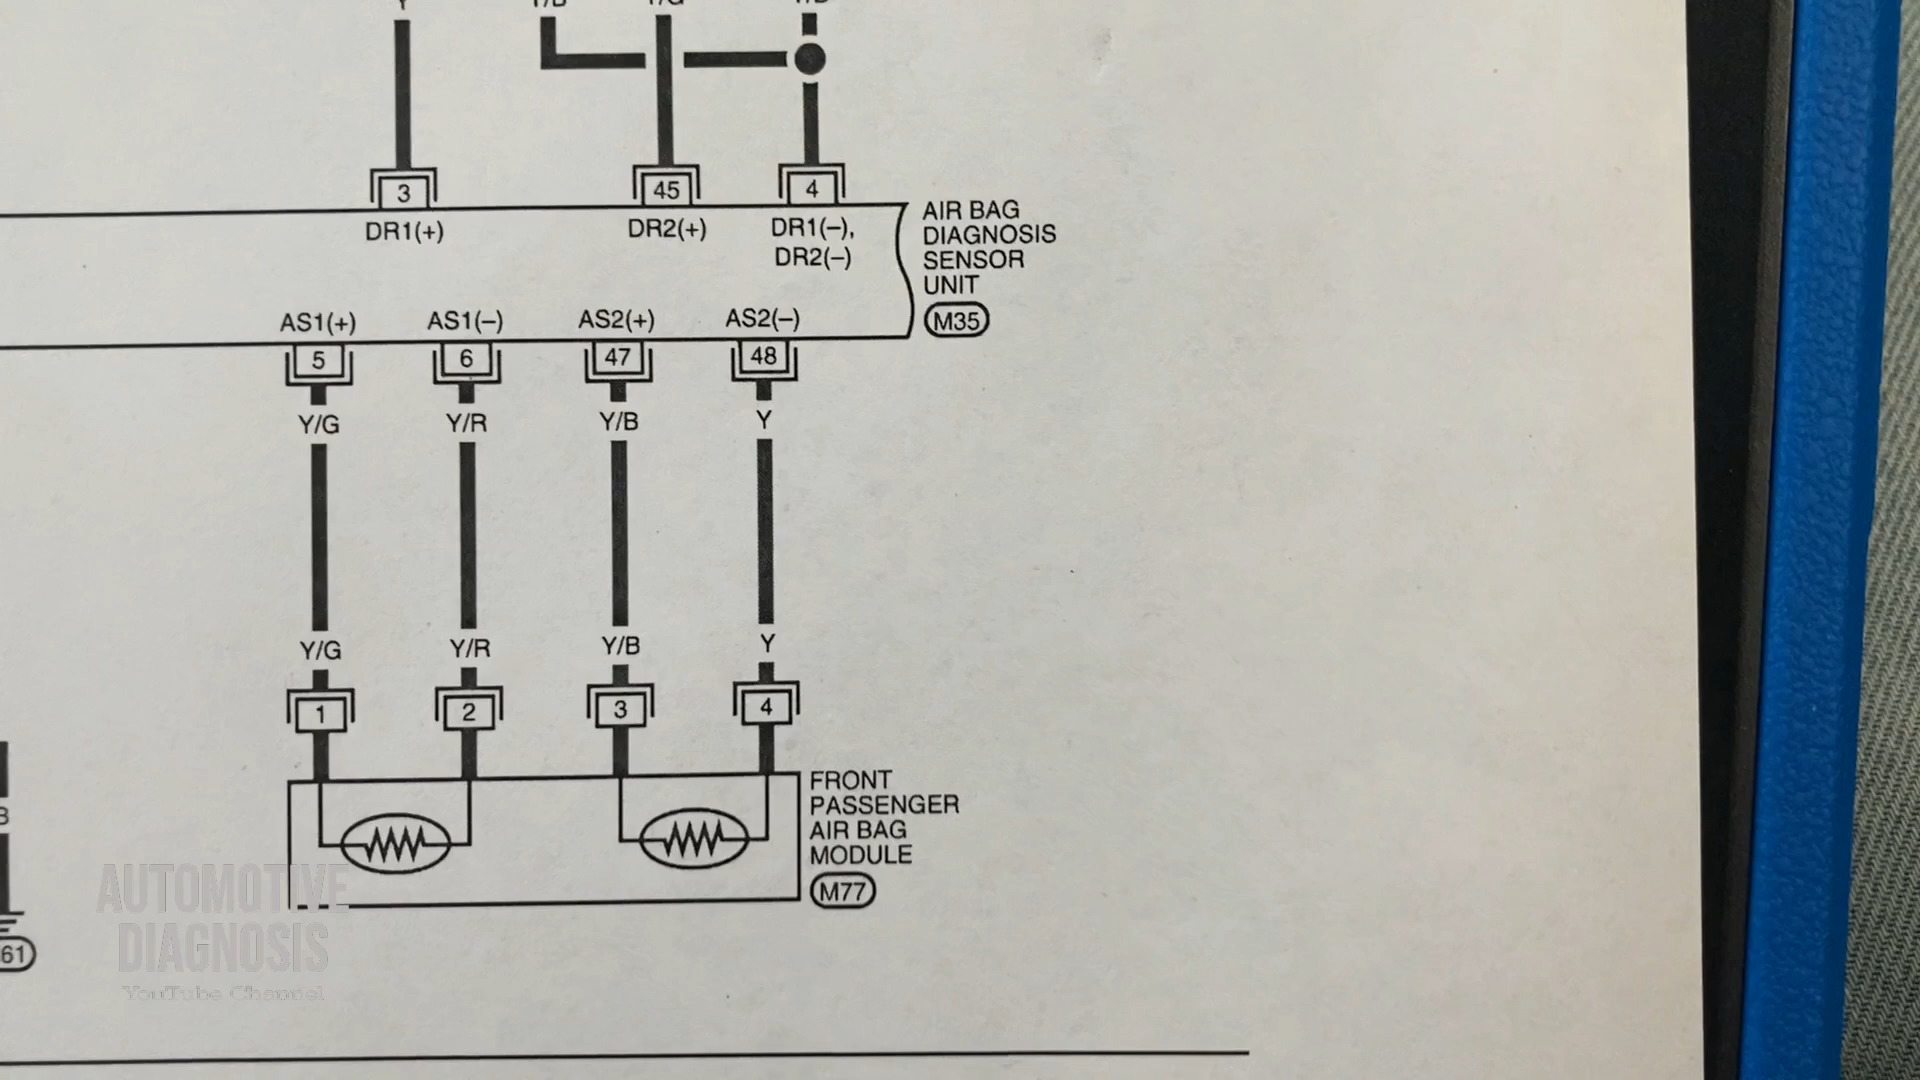 3
45
4
DR1(+)
DR2(+)
DR1(–),
DR2(–)
AIR BAG
DIAGNOSIS
SENSOR
UNIT
M35
AS1(+)
AS1(–)
AS2(+)
AS2(–)
5
6
47
48
Y/G
Y/R
Y/B
Y
Y/G
Y/R
Y/B
Y
1
2
3
4
FRONT
PASSENGER
AIR BAG
MODULE
M77
61
AUTOMOTIVE
DIAGNOSIS
YouTube Channel